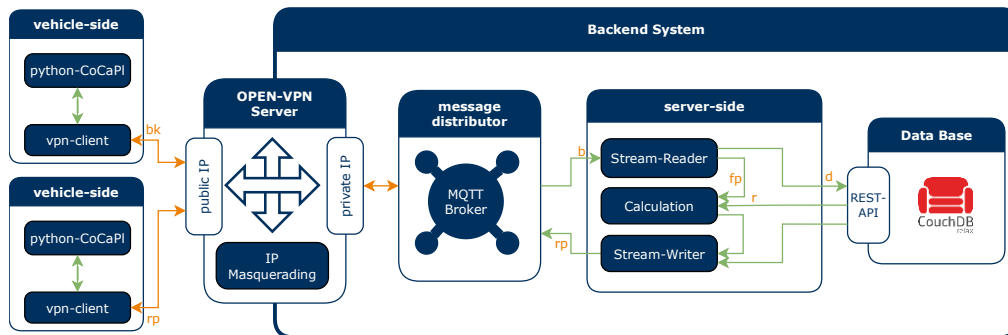 vehicle-side
python-CoCaPI
vpn-client
bk
vehicle-side
python-CoCaPI
vpn-client
rp
Backend System
OPEN-VPN
Server
public IP
private IP
IP
Masquerading
message
distributor
MQTT
Broker
b
rp
server-side
Stream-Reader
fp
Calculation
Stream-Writer
d
r
REST-
API
Data Base
CouchDB
relax